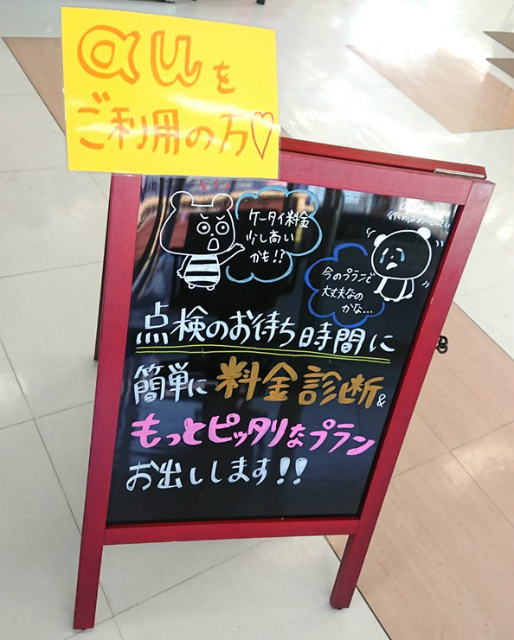 auを
ご利用の方♡
ケータイ料金
少し高い
かも!?
今のプランで
大丈夫なの
かな...
点検のお待ち時間に
簡単に料金診断&
もっとピッタリなプラン
お出しします!!